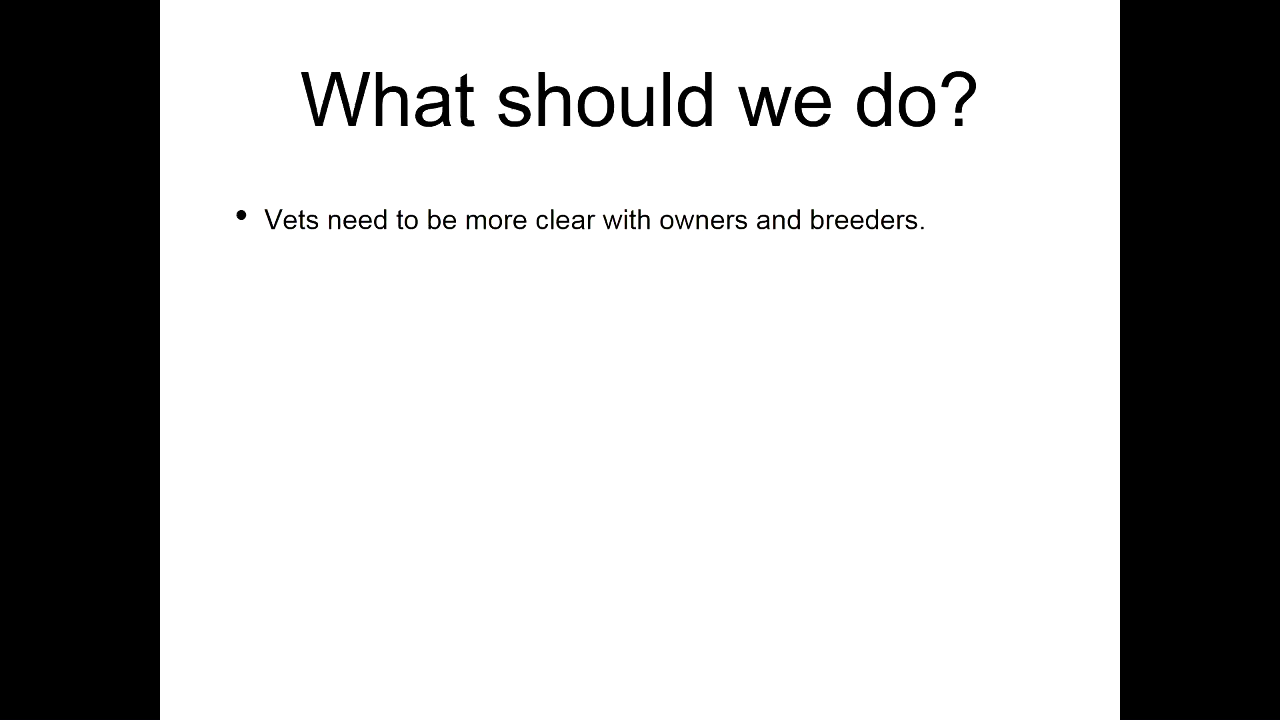 What should we do?
• Vets need to be more clear with owners and breeders.